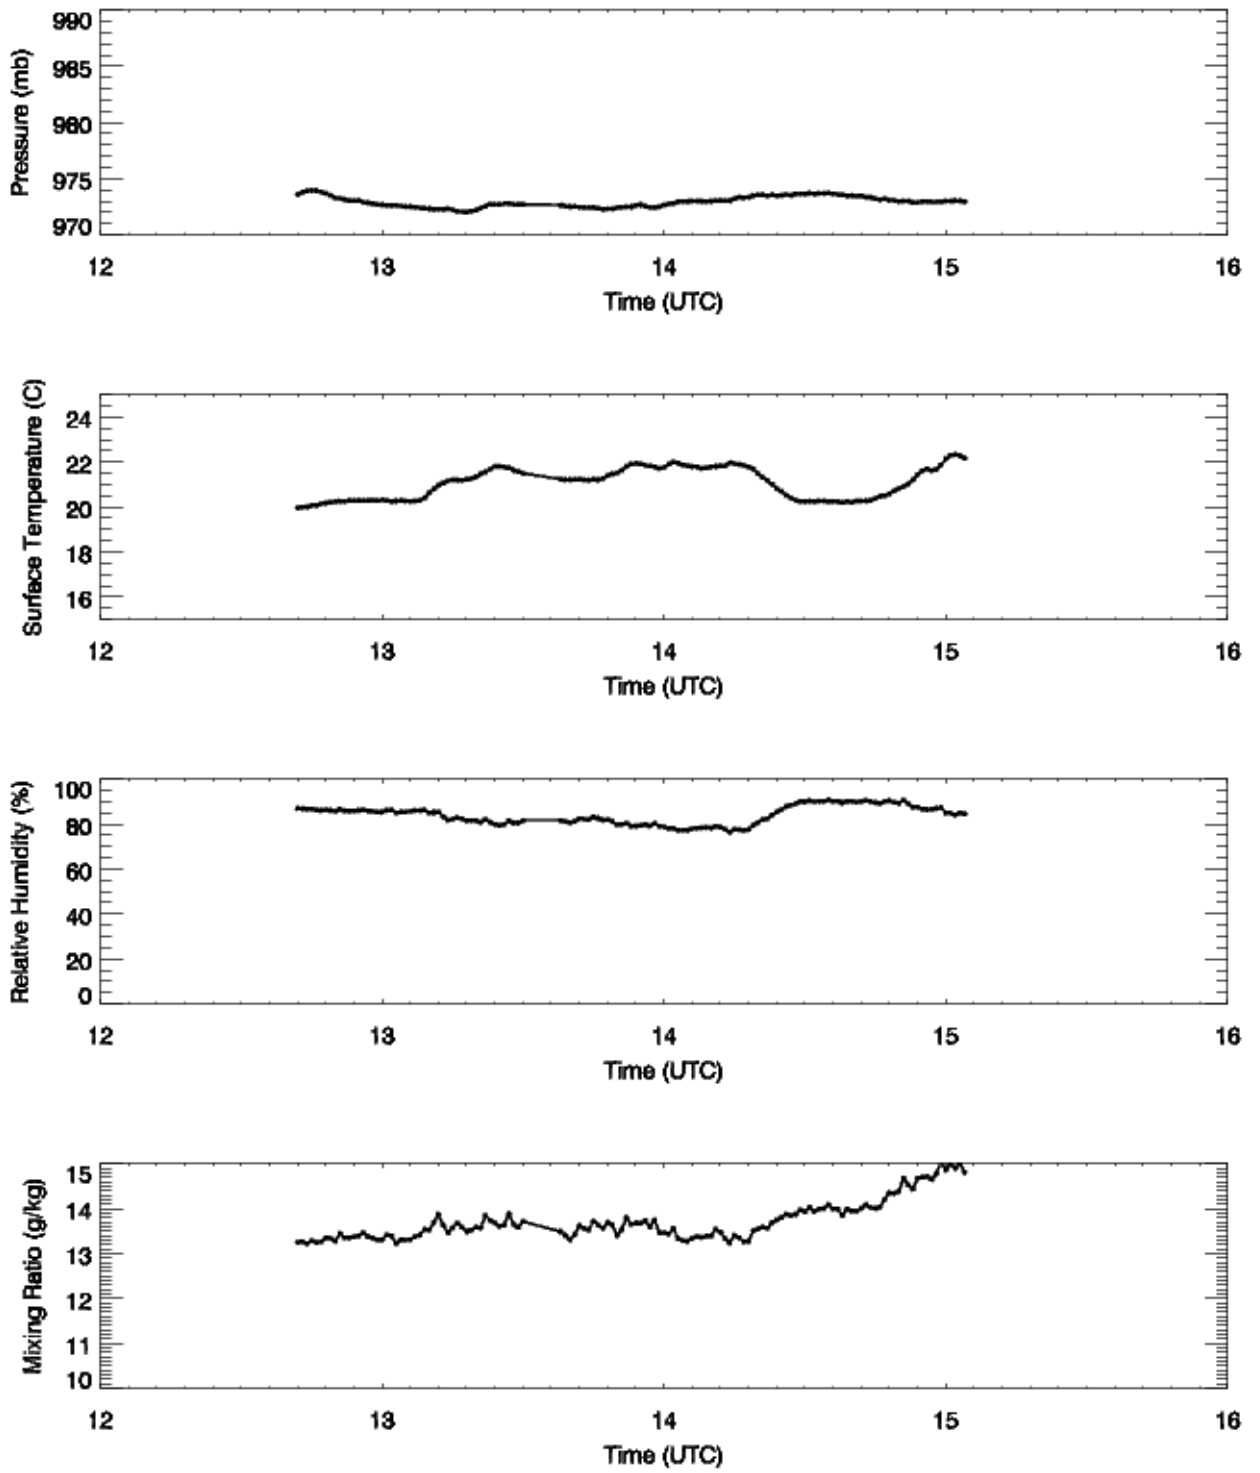 Pressure (mb)
990
985
980
975
970
12 13 14 15 16
Time (UTC)
Surface Temperature (C)
24
22
20
18
16
12 13 14 15 16
Time (UTC)
Relative Humidity (%)
100
80
60
40
20
0
12 13 14 15 16
Time (UTC)
Mixing Ratio (g/kg)
15
14
13
12
11
10
12 13 14 15 16
Time (UTC)